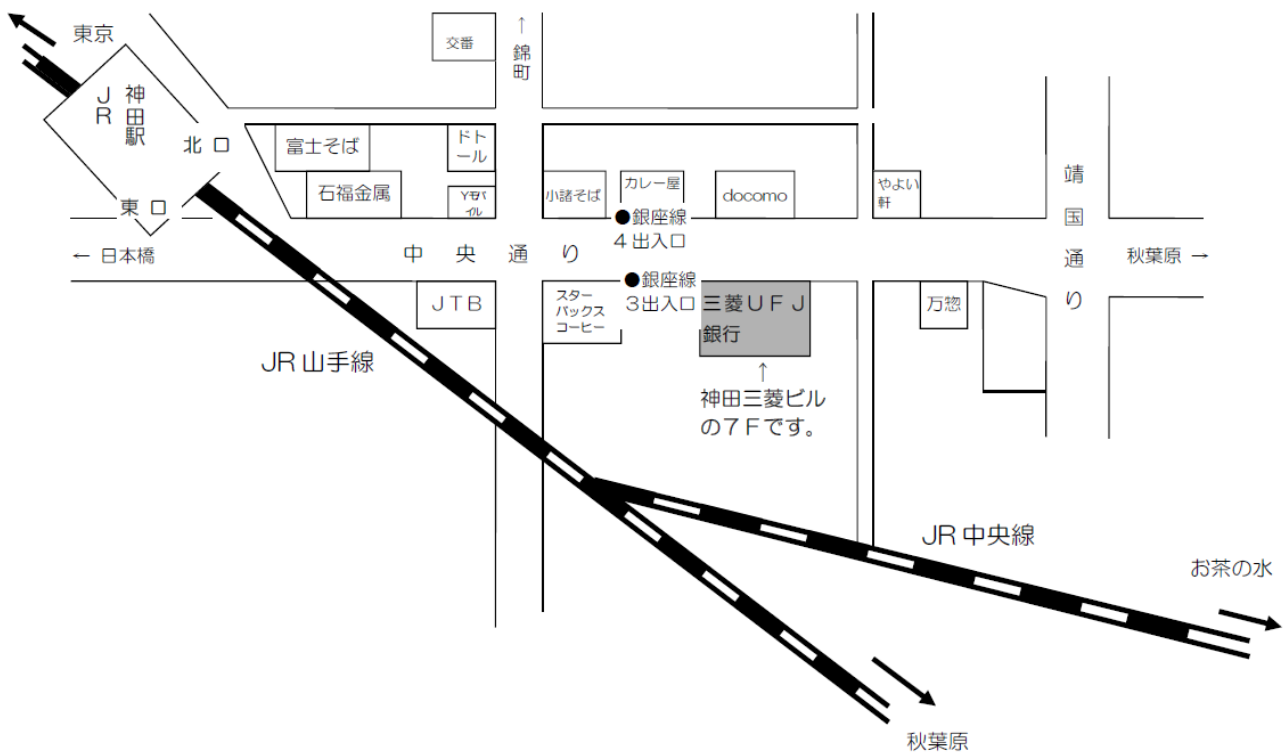 東京
交番
↑
錦町
神田駅
JR
北口
富士そば
ドト
ール
石福金属
Yモバ
イル
小諸そば
カレー屋
docomo
やよい
軒
靖国通り
東口
●銀座線
4出入口
← 日本橋
中央通り
秋葉原 →
●銀座線
3出入口
JTB
スター
バックス
コーヒー
三菱UFJ
銀行
万惣
JR山手線
↑
神田三菱ビル
の7Fです。
JR中央線
お茶の水
秋葉原